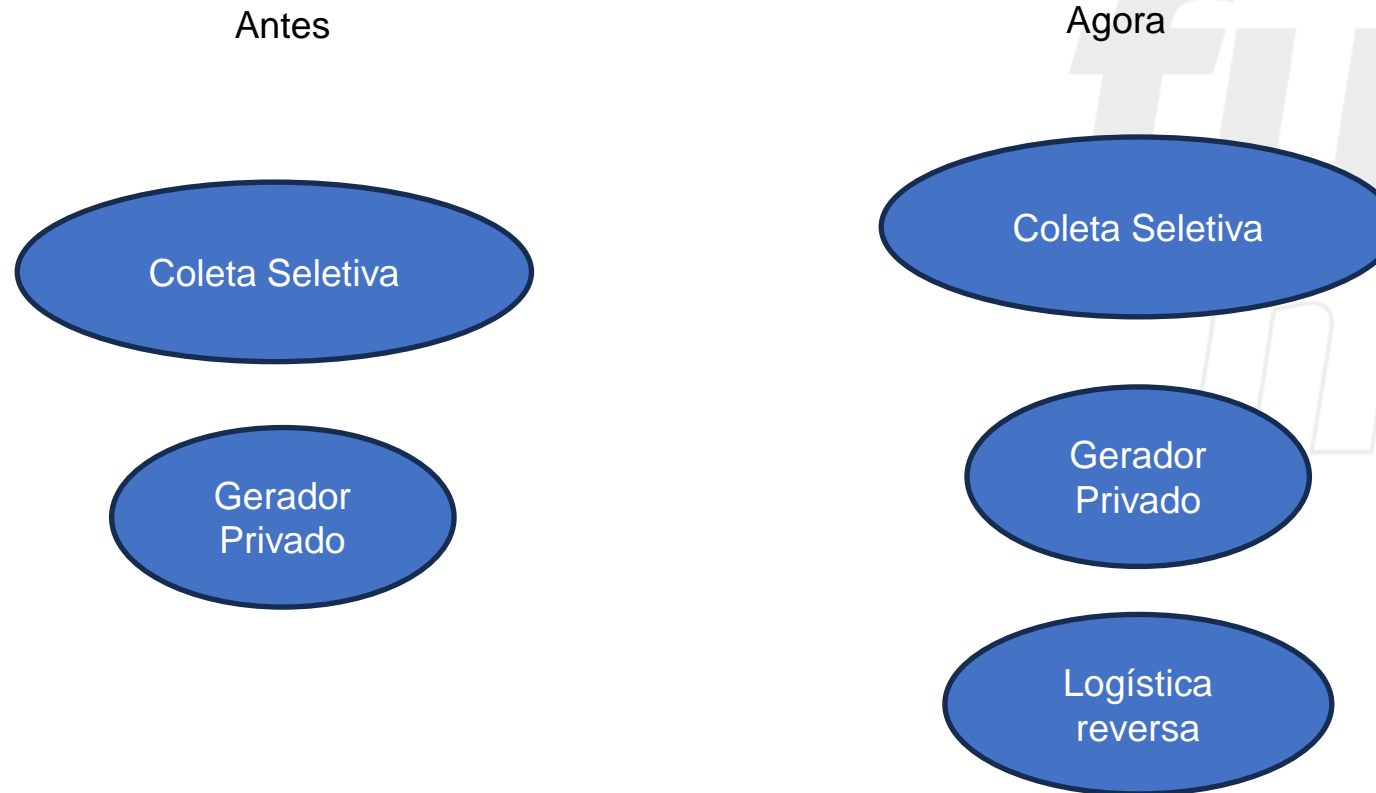 Antes
Coleta Seletiva
Gerador
Privado
Agora
Coleta Seletiva
Gerador
Privado
Logística
reversa